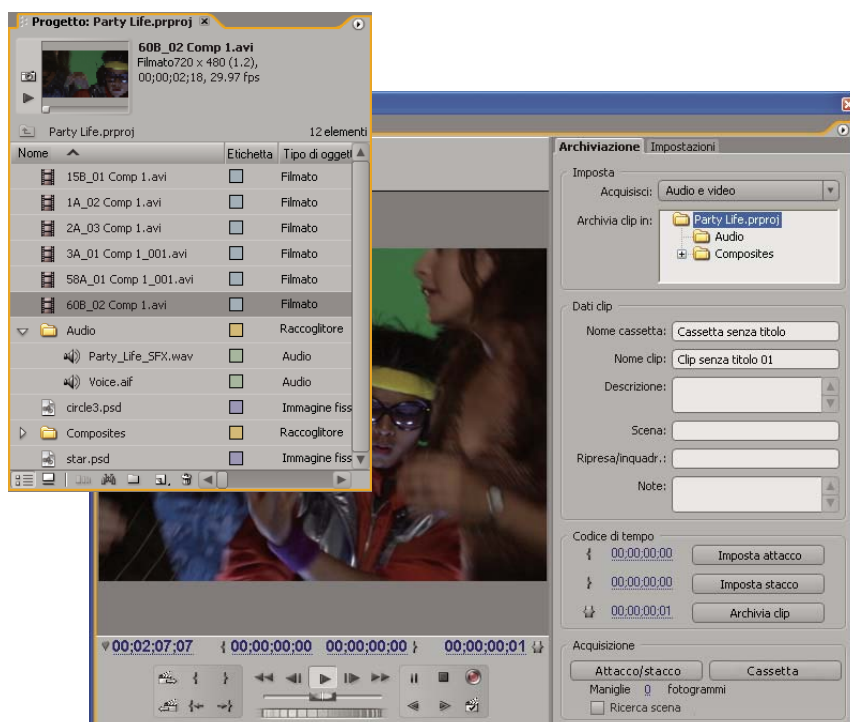 Progetto: Party Life.prproj
60B_02 Comp 1.avi
Filmato720 x 480 (1.2),
00;00;02;18, 29.97 fps
Party Life.prproj
12 elementi
Nome
Etichetta
Tipo di oggett
15B_01 Comp 1.avi
Filmato
1A_02 Comp 1.avi
Filmato
2A_03 Comp 1.avi
Filmato
3A_01 Comp 1_001.avi
Filmato
58A_01 Comp 1_001.avi
Filmato
60B_02 Comp 1.avi
Filmato
Audio
Raccoglitore
Party_Life_SFX.wav
Audio
Voice.aif
Audio
circle3.psd
Immagine fiss
Composites
Raccoglitore
star.psd
Immagine fiss
Archiviazione
Impostazioni
Imposta
Acquisisci: Audio e video
Archivia clip in: Party Life.prproj
Audio
Composites
Dati clip
Nome cassetta: Cassetta senza titolo
Nome clip: Clip senza titolo 01
Descrizione:
Scena:
Ripresa/inquadr.:
Note:
Codice di tempo
{ 00;00;00;00 Imposta attacco
} 00;00;00;00 Imposta stacco
{} 00;00;00;01 Archivia clip
Acquisizione
Attacco/stacco
Cassetta
Maniglie 0 fotogrammi
Ricerca scena
00;02;07;07 { 00;00;00;00 00;00;00;00 } 00;00;00;01 {}